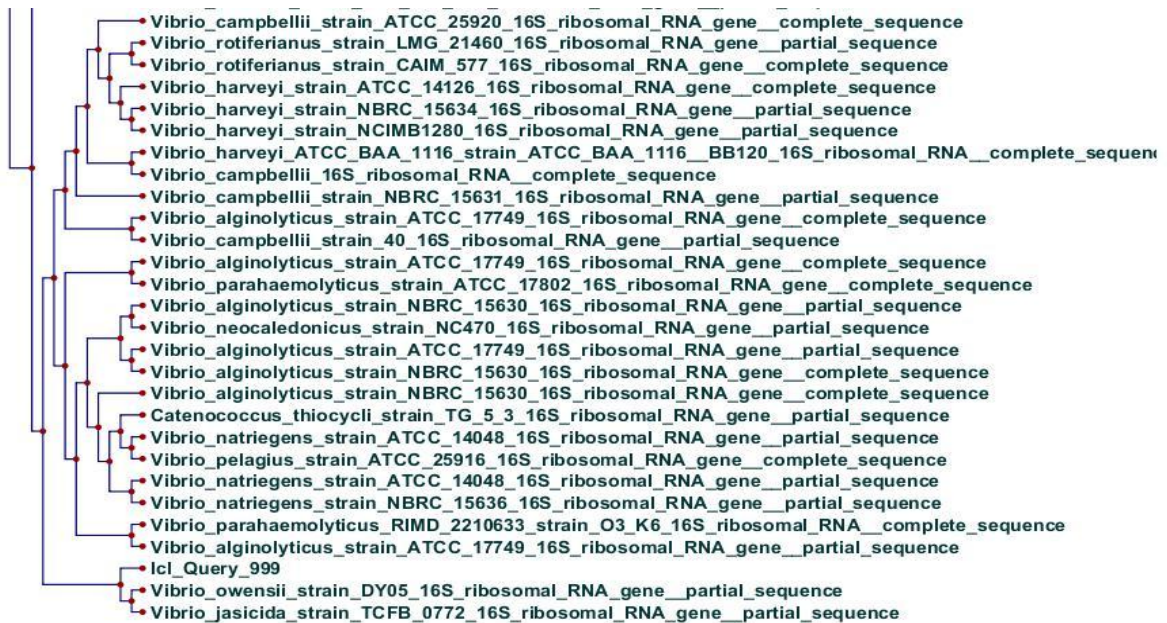 Vibrio_campbellii_strain_ATCC_25920_16S_ribosomal_RNA_gene_complete_sequence
Vibrio_rotiferianus_strain_LMG_21460_16S_ribosomal_RNA_gene__partial_sequence
Vibrio_rotiferianus_strain_CAIM_577_16S_ribosomal_RNA_gene__complete_sequence
Vibrio_harveyi_strain_ATCC_14126_16S_ribosomal_RNA_gene__complete_sequence
Vibrio_harveyi_strain_NBRC_15634_16S_ribosomal_RNA_gene__partial_sequence
Vibrio_harveyi_strain_NCIMB1280_16S_ribosomal_RNA_gene__partial_sequence
Vibrio_harveyi_ATCC_BAA_1116_strain_ATCC_BAA_1116__BB120_16S_ribosomal_RNA__complete_sequen
Vibrio_campbellii_16S_ribosomal_RNA__complete_sequence
Vibrio_campbellii_strain_NBRC_15631_16S_ribosomal_RNA_gene__partial_sequence
Vibrio_alginolyticus_strain_ATCC_17749_16S_ribosomal_RNA_gene__complete_sequence
Vibrio_campbellii_strain_40_16S_ribosomal_RNA_gene__partial_sequence
Vibrio_alginolyticus_strain_ATCC_17749_16S_ribosomal_RNA_gene__complete_sequence
Vibrio_parahaemolyticus_strain_ATCC_17802_16S_ribosomal_RNA_gene__complete_sequence
Vibrio_alginolyticus_strain_NBRC_15630_16S_ribosomal_RNA_gene__partial_sequence
Vibrio_neocaledonicus_strain_NC470_16S_ribosomal_RNA_gene__partial_sequence
Vibrio_alginolyticus_strain_ATCC_17749_16S_ribosomal_RNA_gene__partial_sequence
Vibrio_alginolyticus_strain_NBRC_15630_16S_ribosomal_RNA_gene__complete_sequence
Vibrio_alginolyticus_strain_NBRC_15630_16S_ribosomal_RNA_gene__complete_sequence
Catenococcus_thiocycli_strain_TG_5_3_16S_ribosomal_RNA_gene__partial_sequence
Vibrio_natriegens_strain_ATCC_14048_16S_ribosomal_RNA_gene__partial_sequence
Vibrio_pelagius_strain_ATCC_25916_16S_ribosomal_RNA_gene__complete_sequence
Vibrio_natriegens_strain_ATCC_14048_16S_ribosomal_RNA_gene__partial_sequence
Vibrio_natriegens_strain_NBRC_15636_16S_ribosomal_RNA_gene__partial_sequence
Vibrio_parahaemolyticus_RIMD_2210633_strain_O3_K6_16S_ribosomal_RNA__complete_sequence
Vibrio_alginolyticus_strain_ATCC_17749_16S_ribosomal_RNA_gene__partial_sequence
lcl_Query_999
Vibrio_owensii_strain_DY05_16S_ribosomal_RNA_gene__partial_sequence
Vibrio_jasicida_strain_TCFB_0772_16S_ribosomal_RNA_gene__partial_sequence